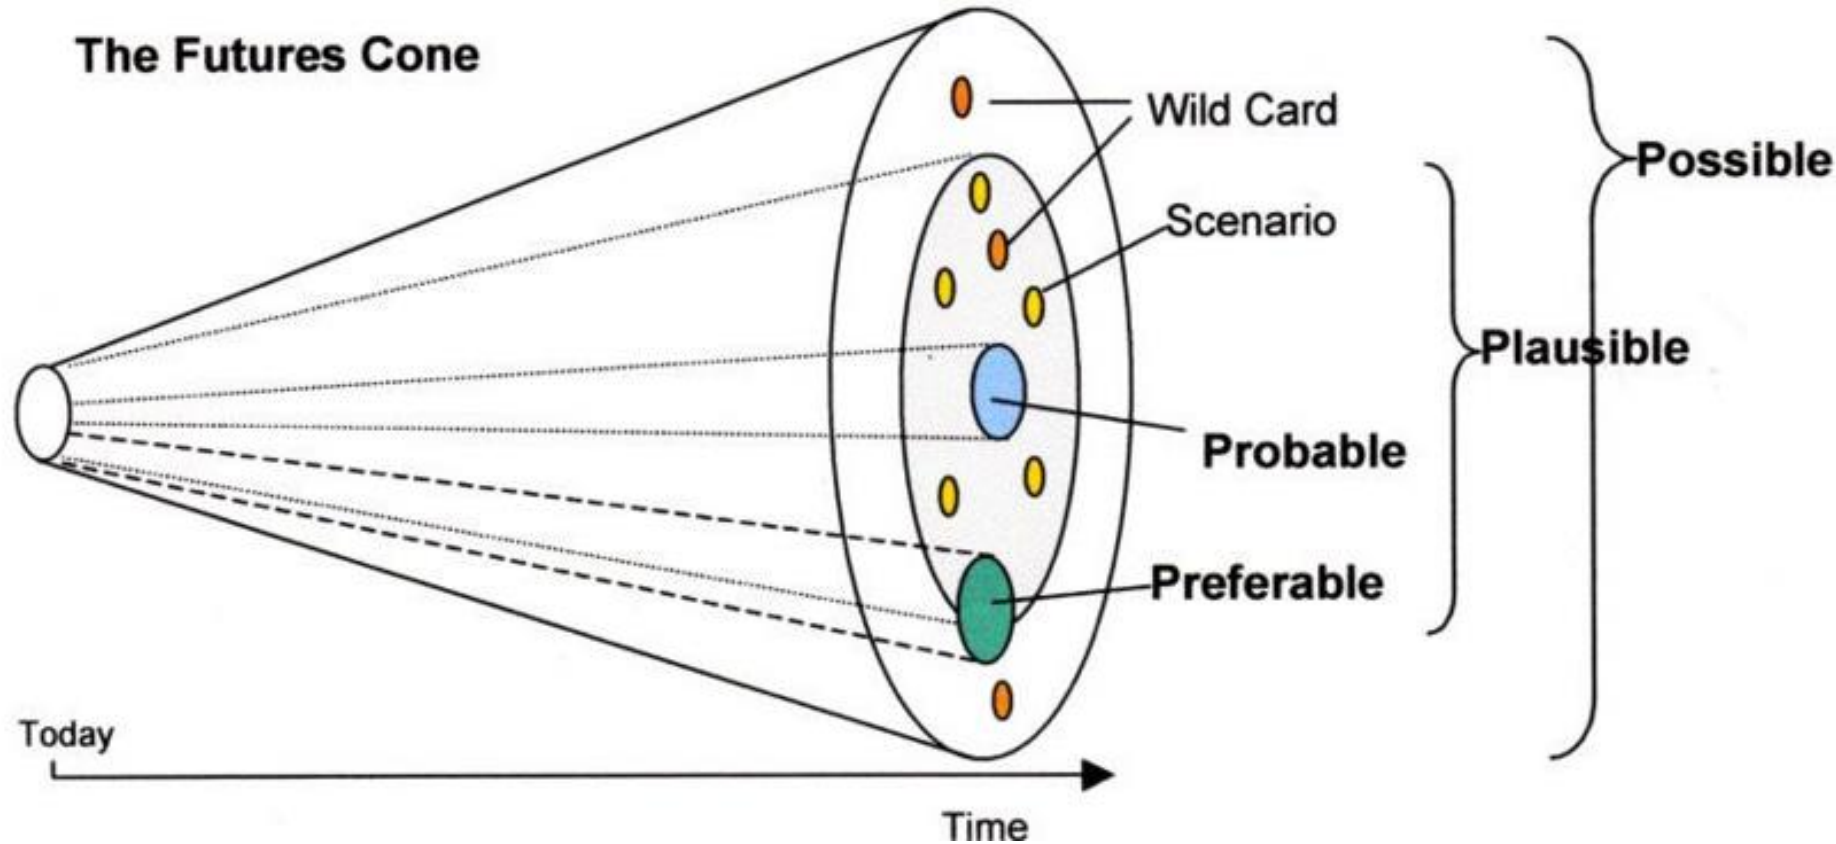 The Futures Cone
Wild Card
Possible
Scenario
Plausible
Probable
Preferable
Today
Time